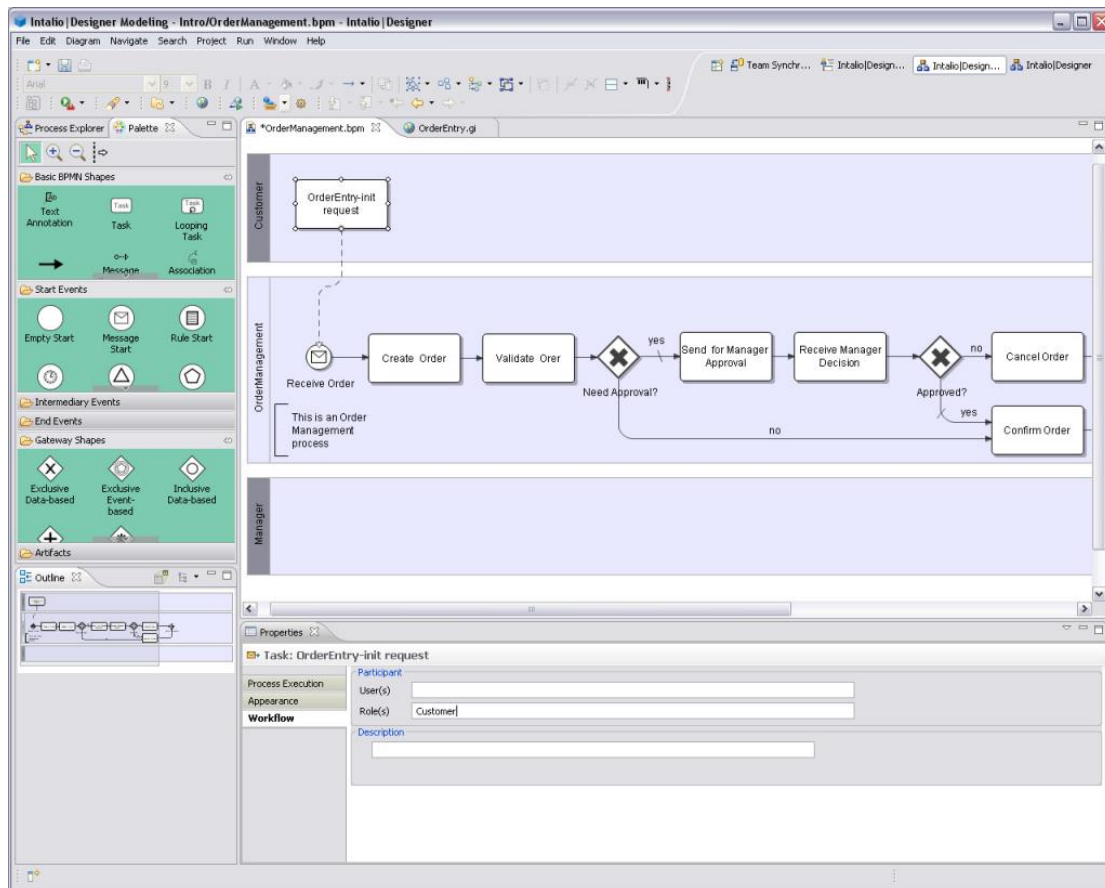 Intalio|Designer Modeling - Intro/OrderManagement.bpm - Intalio|Designer
File Edit Diagram Navigate Search Project Run Window Help
Team Synchr... Intalio|Design... Intalio|Design... Intalio|Designer
Arial 9 B I A
Process Explorer Palette
*OrderManagement.bpm OrderEntry.gi
Basic BPMN Shapes
Text
Annotation
Task
Task
Task
Looping
Task
Message
Association
Start Events
Empty Start
Message
Start
Rule Start
Intermediary Events
End Events
Gateway Shapes
Exclusive
Data-based
Exclusive
Event-
based
Inclusive
Data-based
Artifacts
Outline
Customer
OrderEntry-init
request
OrderManagement
Receive Order
Create Order
Validate Orer
Need Approval?
yes
Send for Manager
Approval
Receive Manager
Decision
Approved?
no
Cancel Order
yes
Confirm Order
no
This is an Order
Management
process
Manager
Properties
Task: OrderEntry-init request
Process Execution
Appearance
Workflow
Participant
User(s)
Role(s) Customer
Description